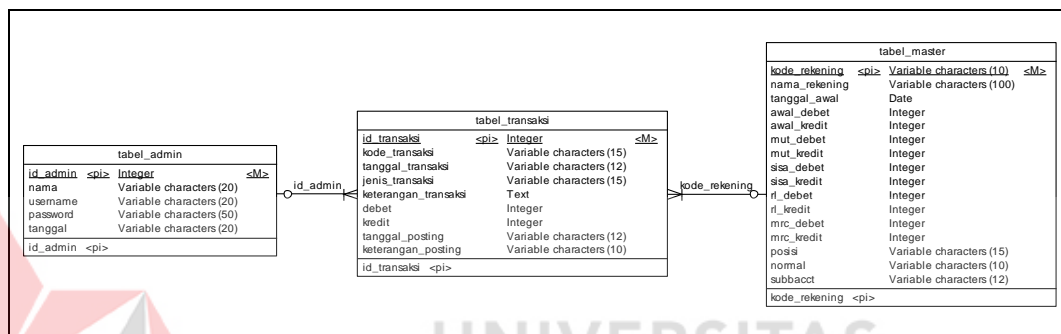 tabel_admin
id_admin <pi> Integer <M>
nama Variable characters (20)
username Variable characters (20)
password Variable characters (50)
tanggal Variable characters (20)
id_admin <pi>
id_admin
tabel_transaksi
id_transaksi <pi> Integer <M>
kode_transaksi Variable characters (15)
tanggal_transaksi Variable characters (12)
jenis_transaksi Variable characters (15)
keterangan_transaksi Text
debet Integer
kredit Integer
tanggal_posting Variable characters (12)
keterangan_posting Variable characters (10)
id_transaksi <pi>
kode_rekening
tabel_master
kode_rekening <pi> Variable characters (10) <M>
nama_rekening Variable characters (100)
tanggal_awal Date
awal_debet Integer
awal_kredit Integer
mut_debet Integer
mut_kredit Integer
sisa_debet Integer
sisa_kredit Integer
rl_debet Integer
rl_kredit Integer
mrc_debet Integer
mrc_kredit Integer
posisi Variable characters (15)
normal Variable characters (10)
subbacct Variable characters (12)
kode_rekening <pi>
UNIVERSITAS